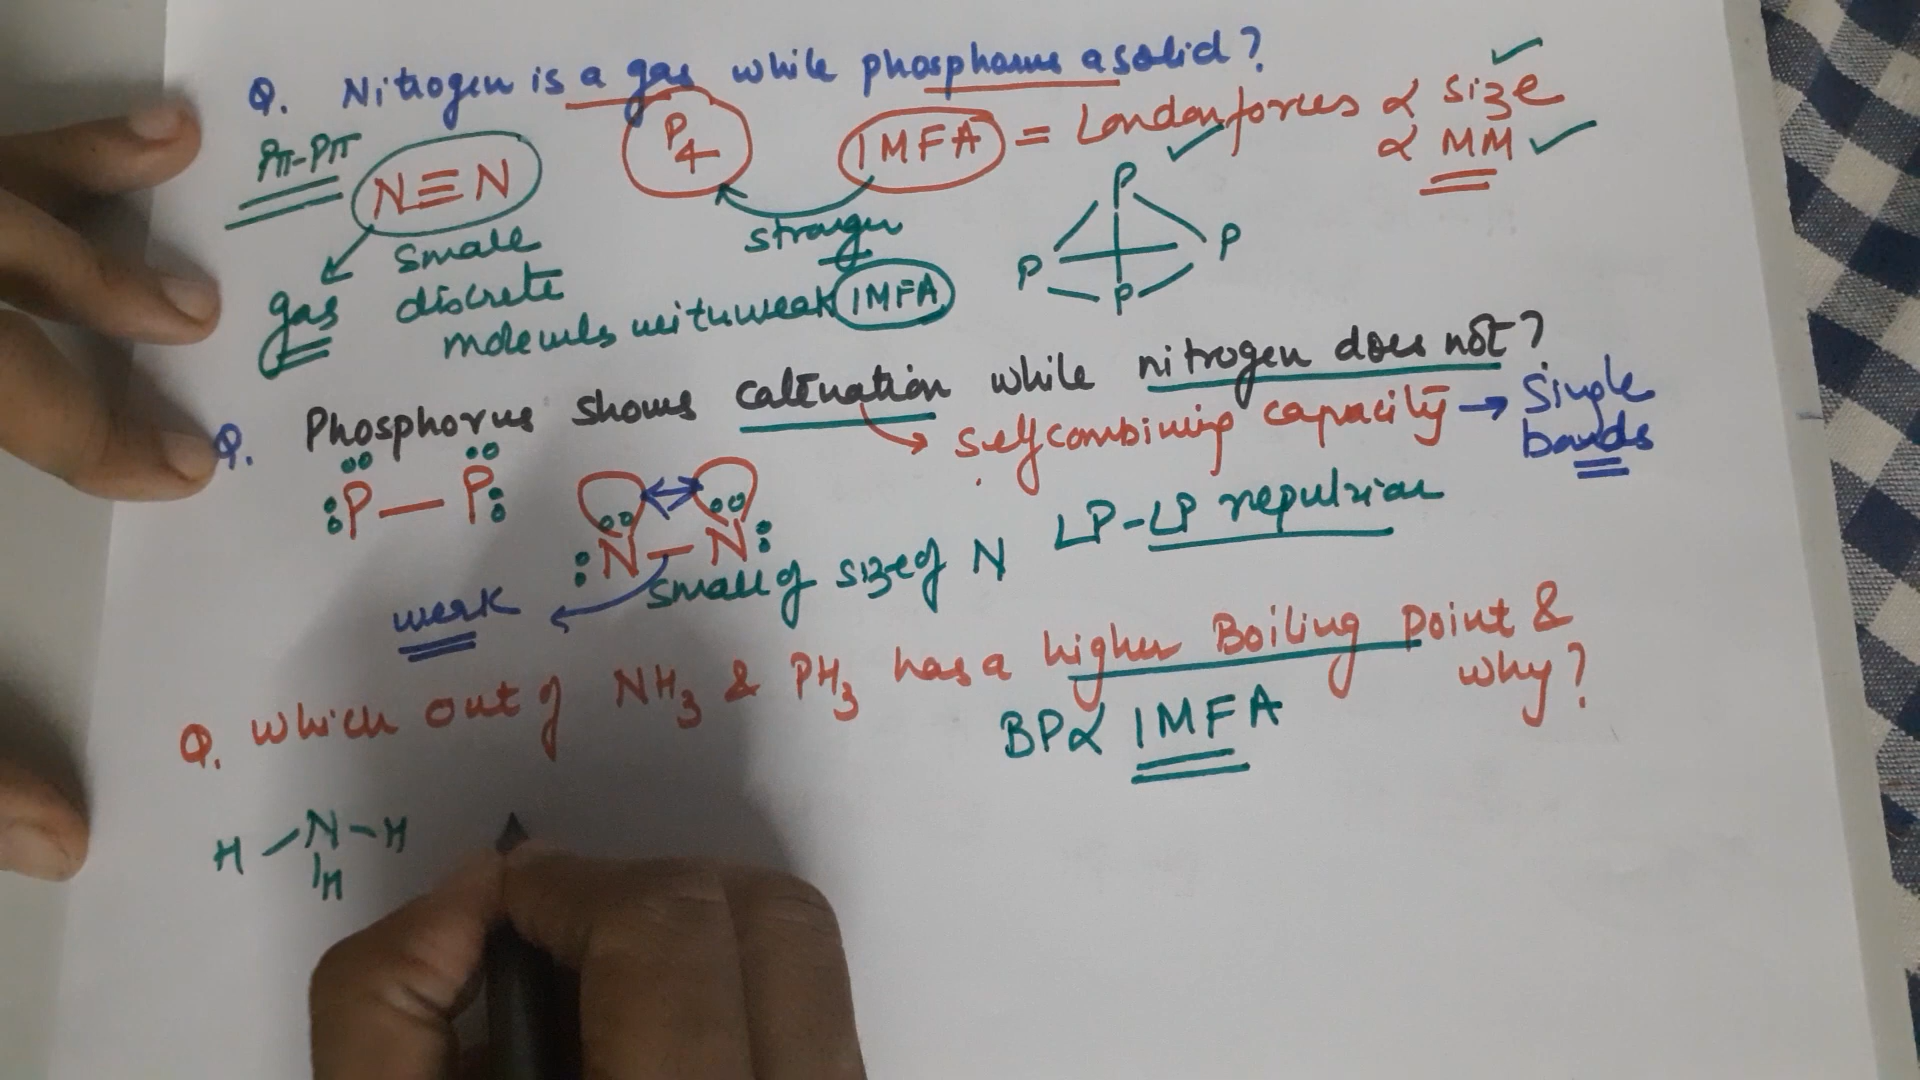 Q. Nitrogen is a gas while phosphorus a solid?
Pπ-Pπ
N≡N
P4
IMFA = London forces ∝ size
∝ MM
stronger
gas
small
discrete
molecules with weak IMFA
P
P P
P
Q. Phosphorus shows catenation while nitrogen does not?
self combining capacity → single
bonds
:P — P:
:N — N:
LP-LP repulsion
small of size of N
weak
Q. which out of NH3 & PH3 has a higher Boiling point &
why?
BP ∝ IMFA
H — N — H
H